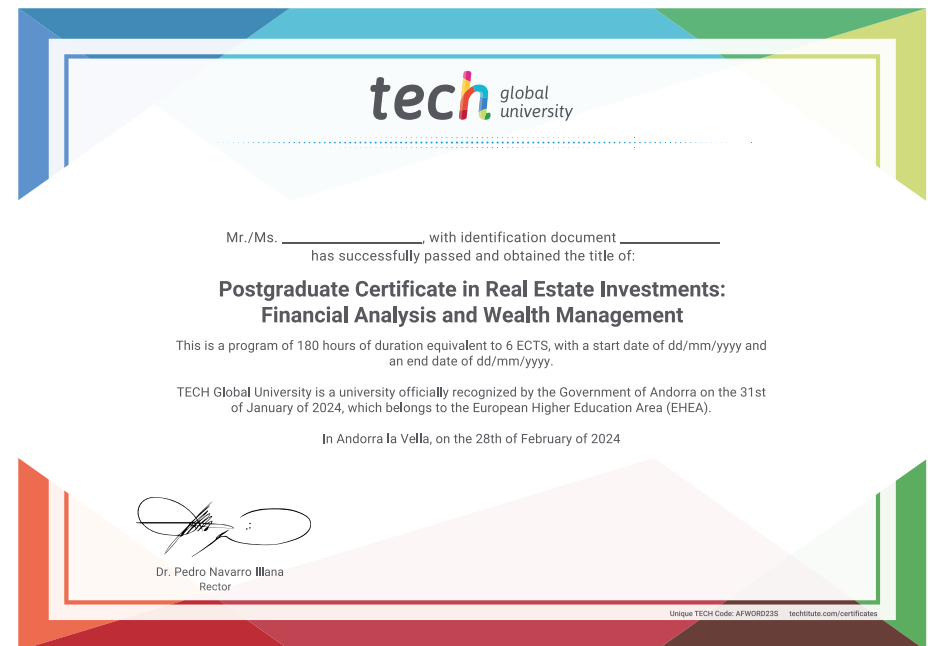 tech global
university
Mr./Ms. ____________________, with identification document ______________
has successfully passed and obtained the title of:
Postgraduate Certificate in Real Estate Investments:
Financial Analysis and Wealth Management
This is a program of 180 hours of duration equivalent to 6 ECTS, with a start date of dd/mm/yyyy and
an end date of dd/mm/yyyy.
TECH Global University is a university officially recognized by the Government of Andorra on the 31st
of January of 2024, which belongs to the European Higher Education Area (EHEA).
In Andorra la Vella, on the 28th of February of 2024
Dr. Pedro Navarro Illana
Rector
Unique TECH Code: AFWORD23S techtitute.com/certificates